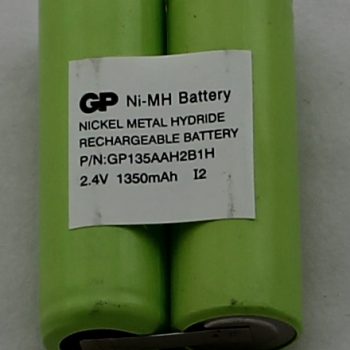 GP Ni-MH Battery
NICKEL METAL HYDRIDE
RECHARGEABLE BATTERY
P/N:GP135AAH2B1H
2.4V 1350mAh I2